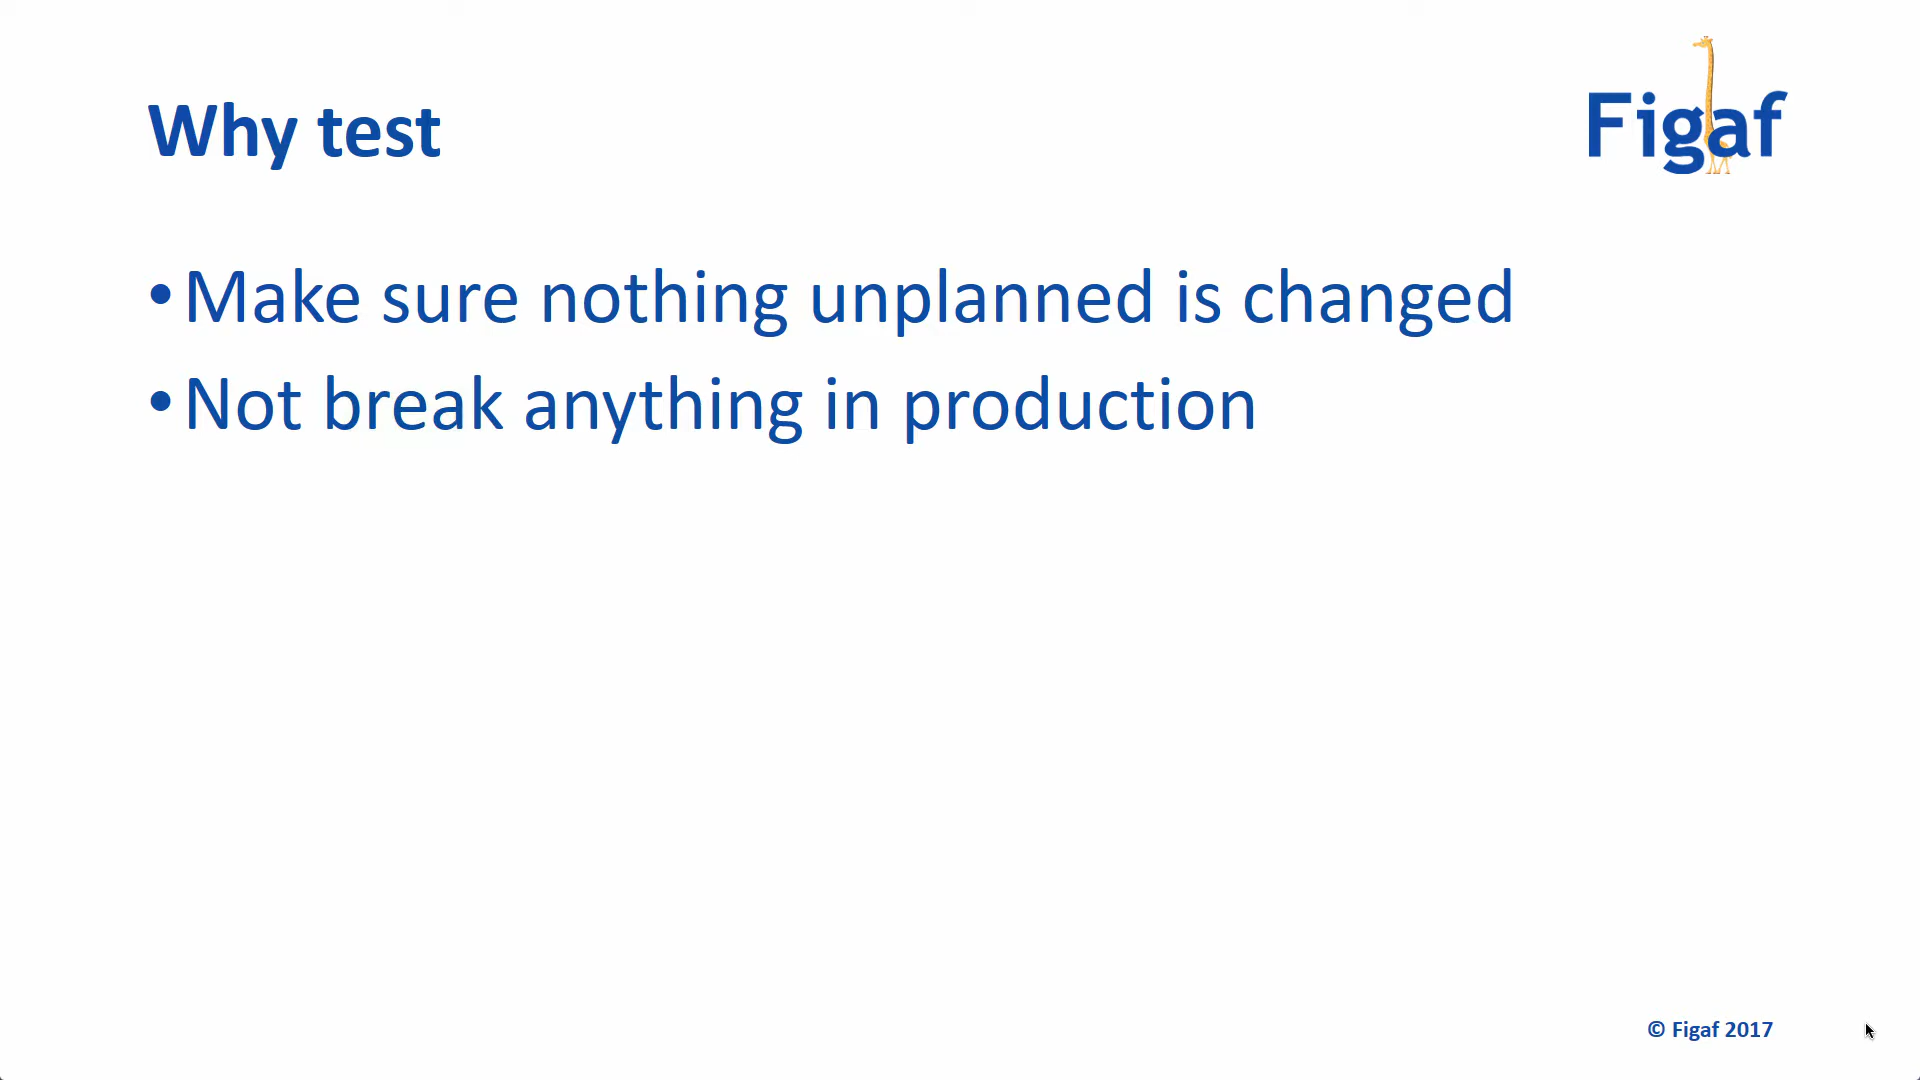 Why test
Figaf
• Make sure nothing unplanned is changed
• Not break anything in production
© Figaf 2017